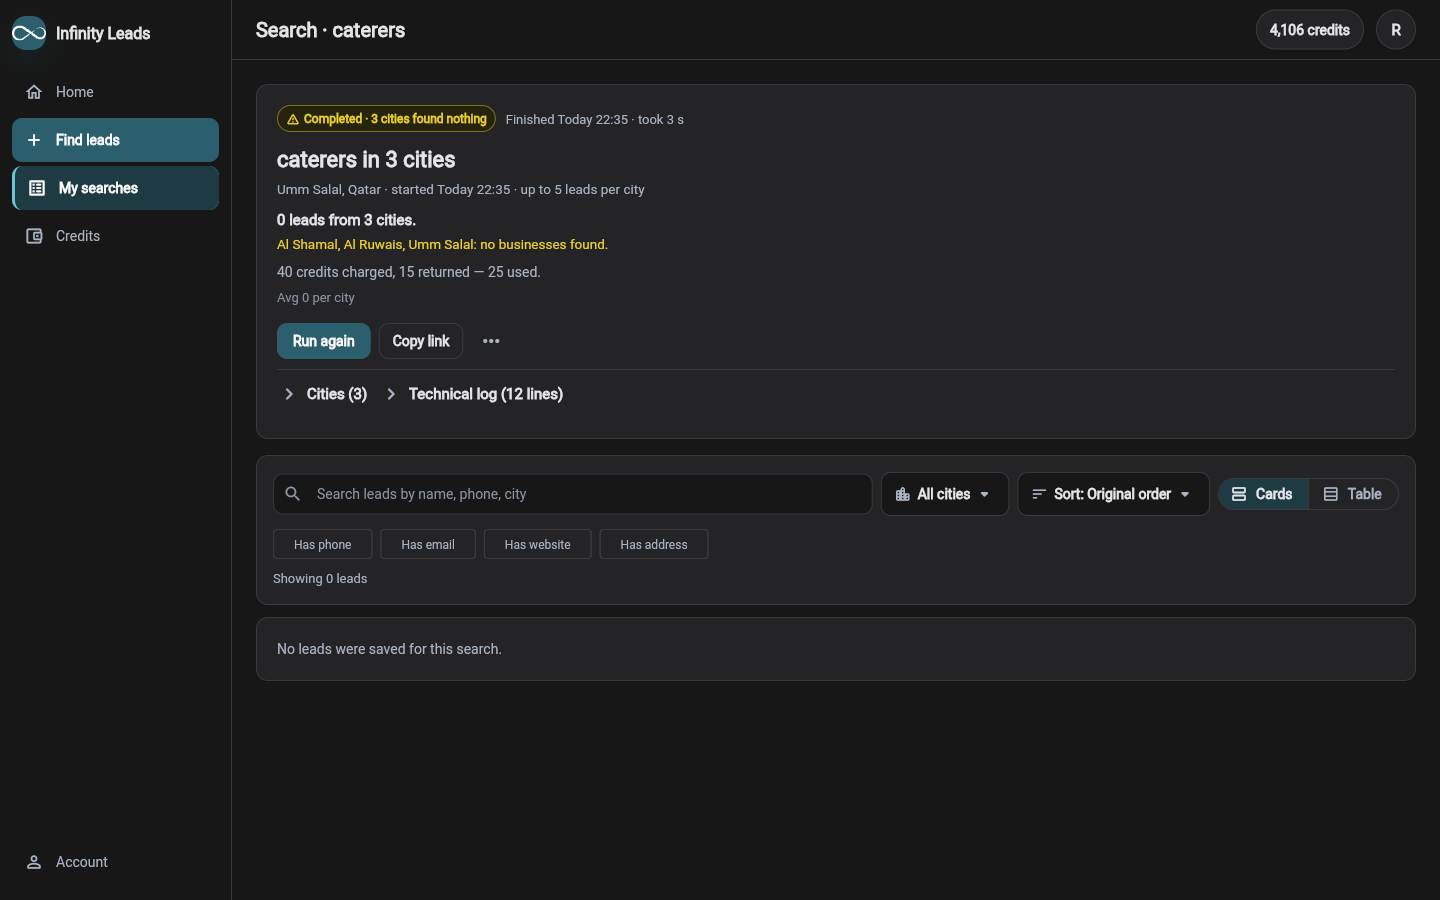 Infinity Leads
Search · caterers
4,106 credits
R
Home
Find leads
My searches
Credits
Account
Completed · 3 cities found nothing
Finished Today 22:35 · took 3 s
caterers in 3 cities
Umm Salal, Qatar · started Today 22:35 · up to 5 leads per city
0 leads from 3 cities.
Al Shamal, Al Ruwais, Umm Salal: no businesses found.
40 credits charged, 15 returned — 25 used.
Avg 0 per city
Run again
Copy link
Cities (3)
Technical log (12 lines)
Search leads by name, phone, city
All cities
Sort: Original order
Cards
Table
Has phone
Has email
Has website
Has address
Showing 0 leads
No leads were saved for this search.